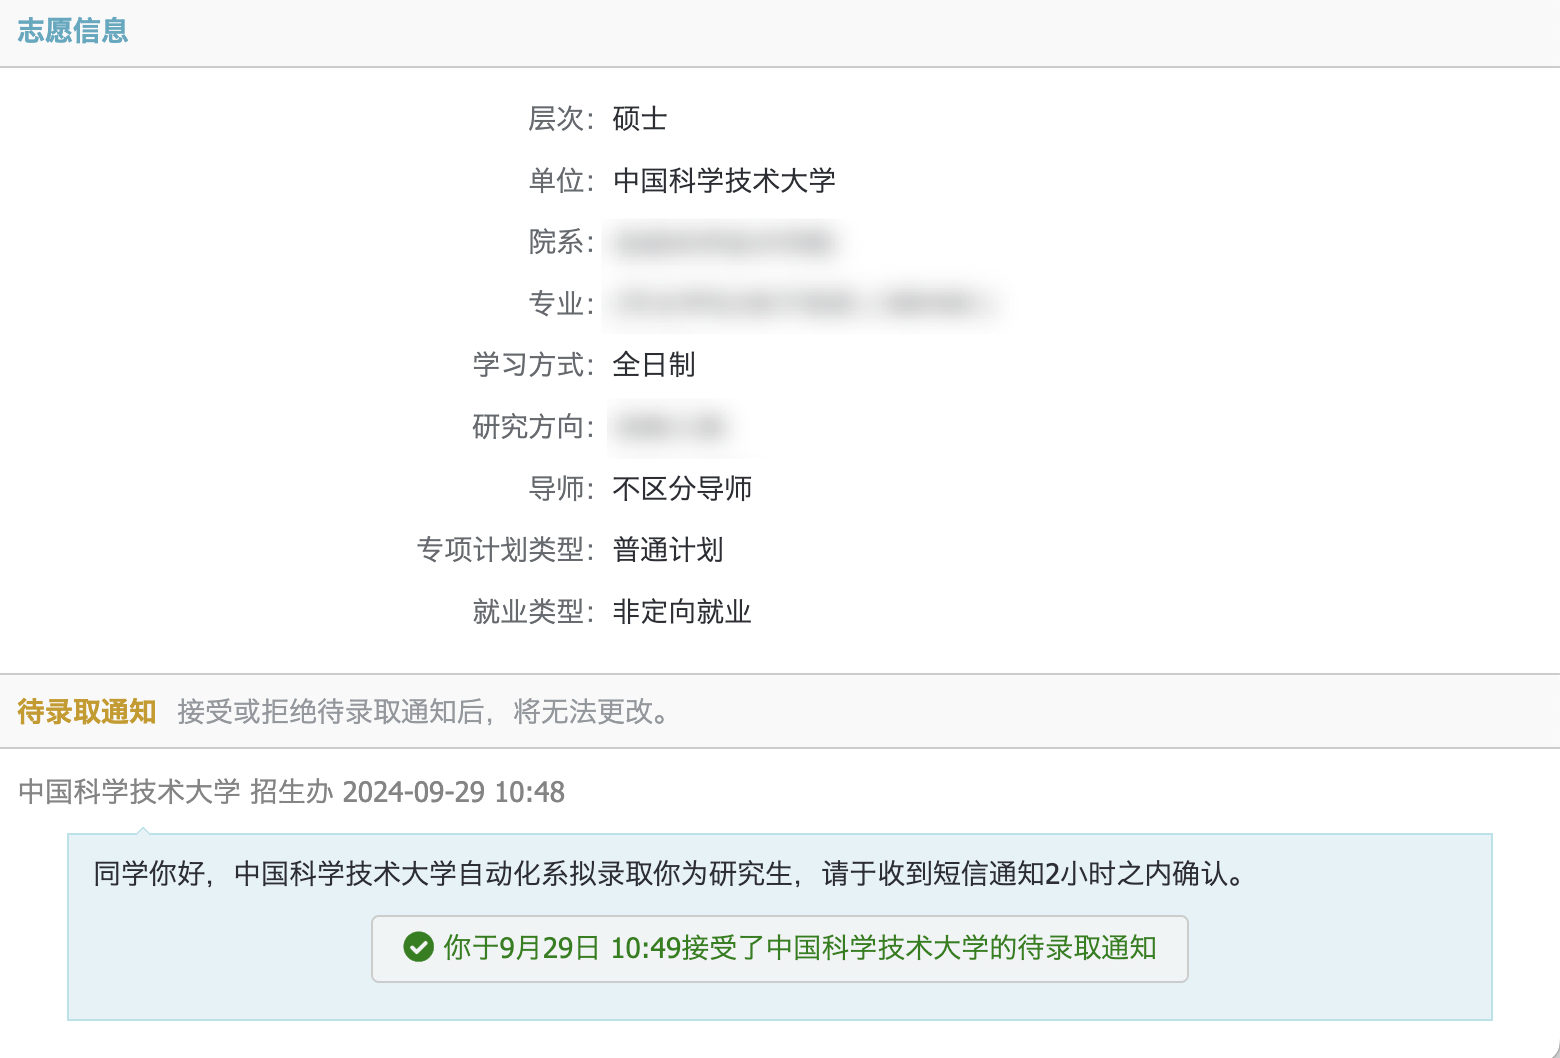 志愿信息
层次： 硕士
单位： 中国科学技术大学
院系：
专业：
学习方式： 全日制
研究方向：
导师： 不区分导师
专项计划类型： 普通计划
就业类型： 非定向就业
待录取通知 接受或拒绝待录取通知后，将无法更改。
中国科学技术大学 招生办 2024-09-29 10:48
同学你好，中国科学技术大学自动化系拟录取你为研究生，请于收到短信通知2小时之内确认。
你于9月29日 10:49接受了中国科学技术大学的待录取通知